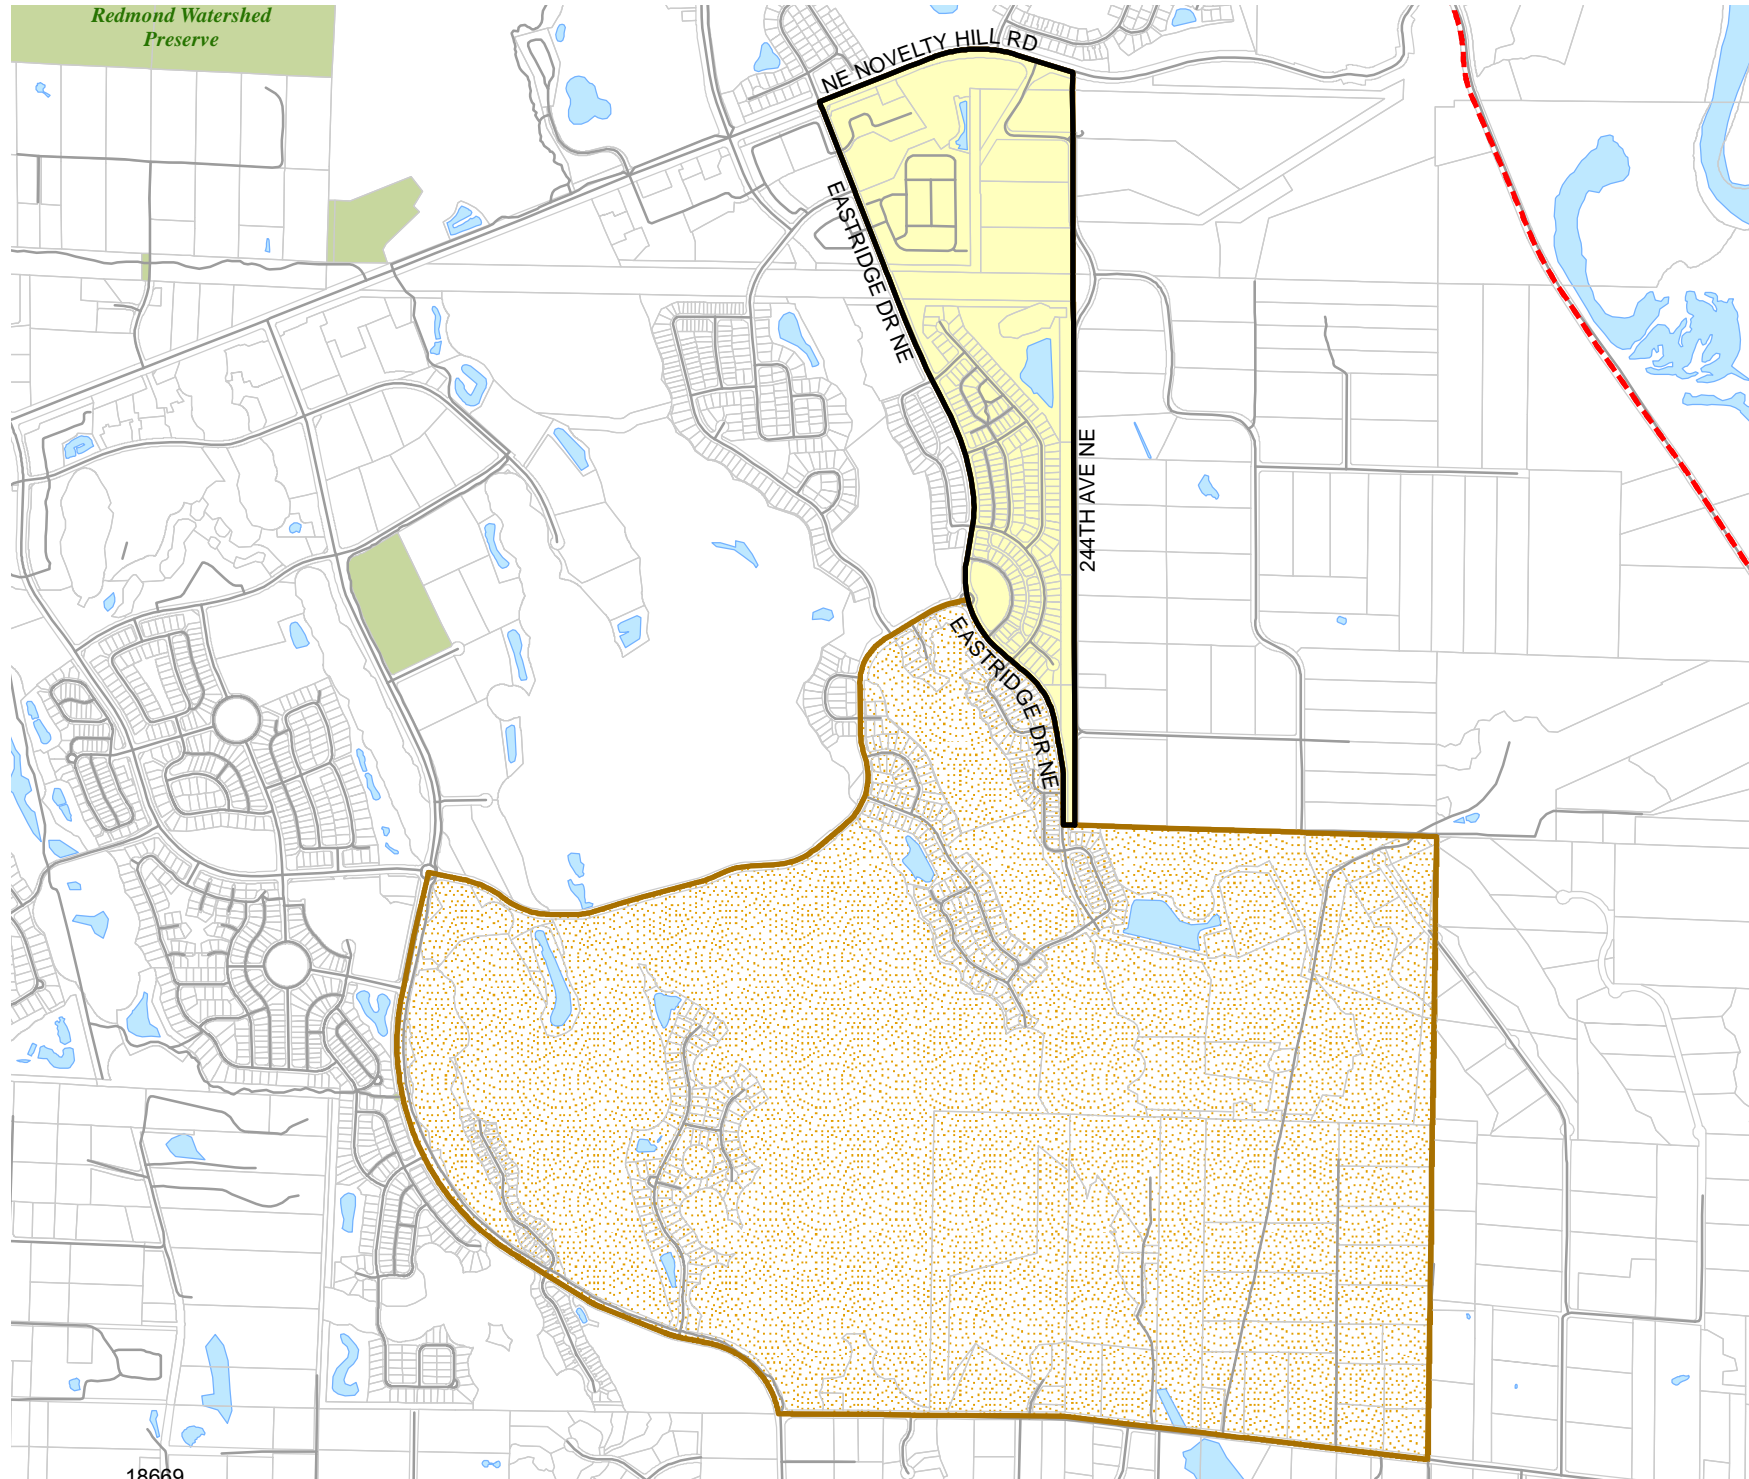 Redmond Watershed
Preserve
NE NOVELTY HILL RD
EASTRIDGE DR NE
244TH AVE NE
EASTRIDGE DR NE
18669